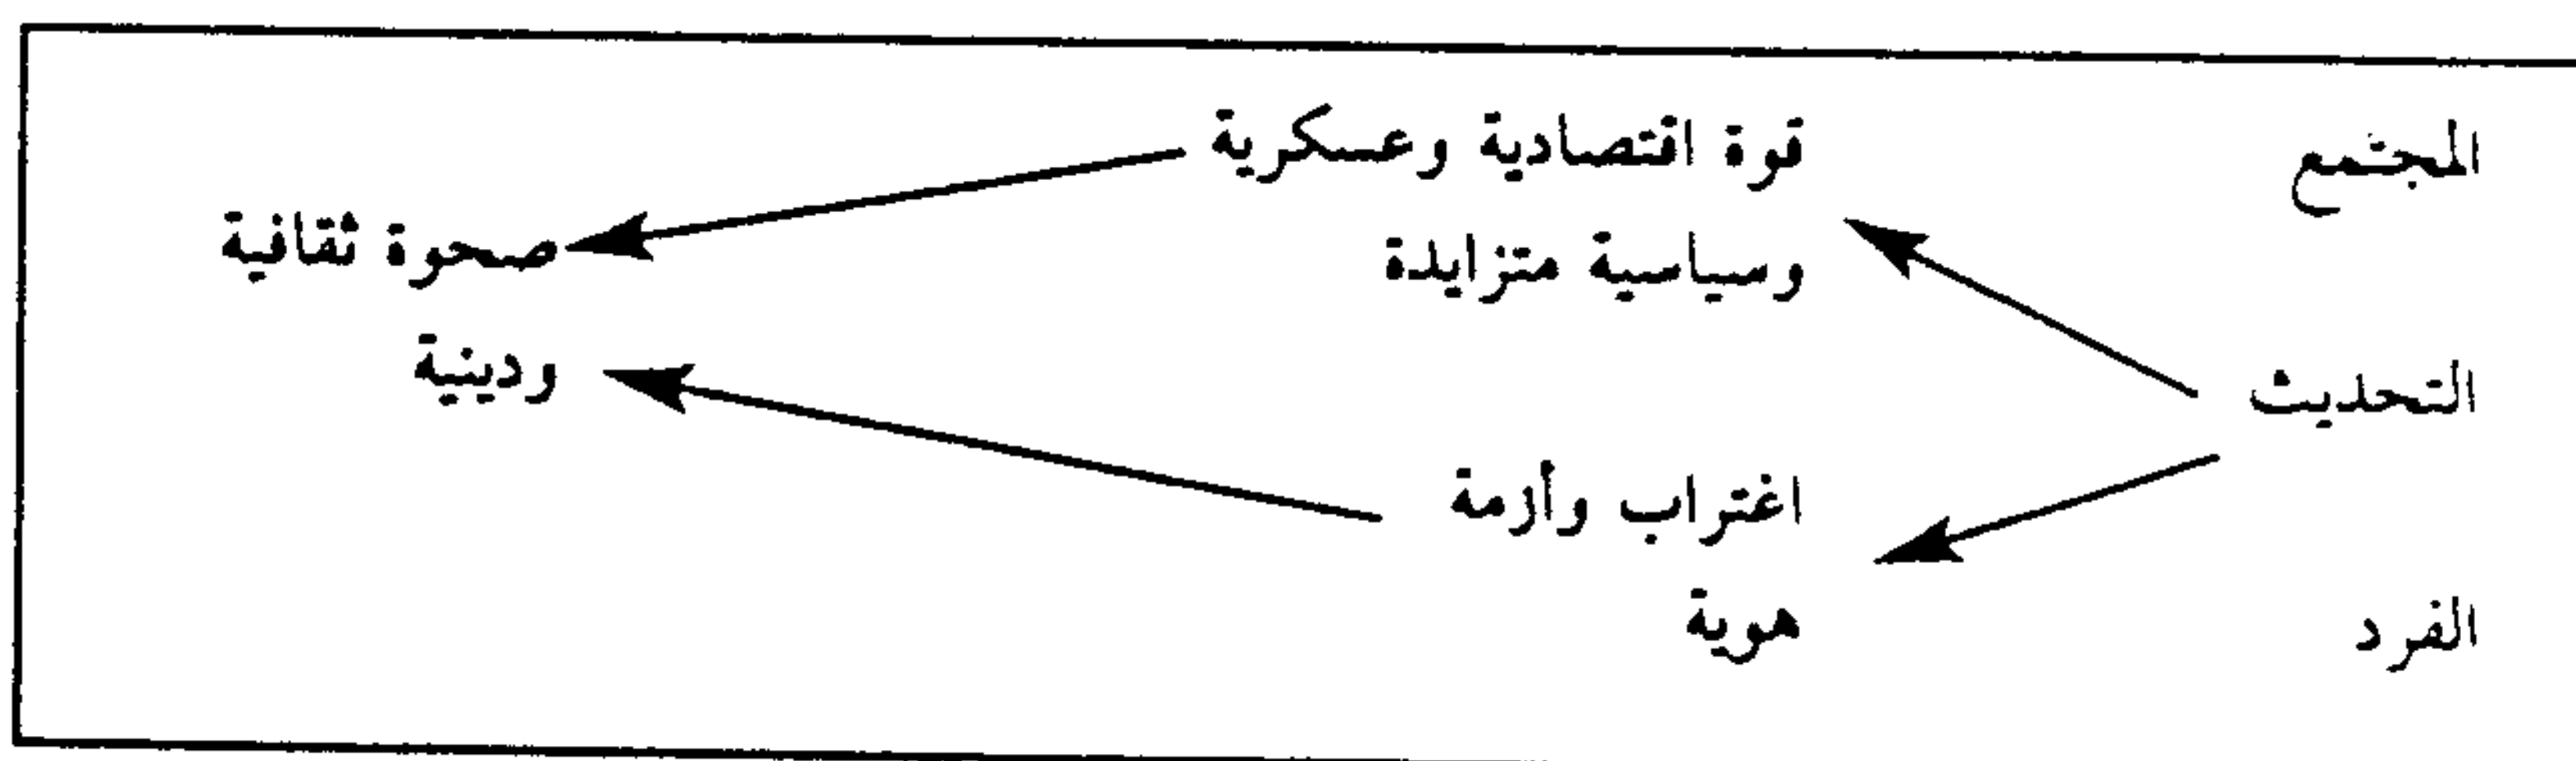 المجتمع
قوة اقتصادية وعسكرية
وسياسية متزايدة
صحوة ثقافية
ودينية
التحديث
اغتراب وأزمة
هوية
الفرد